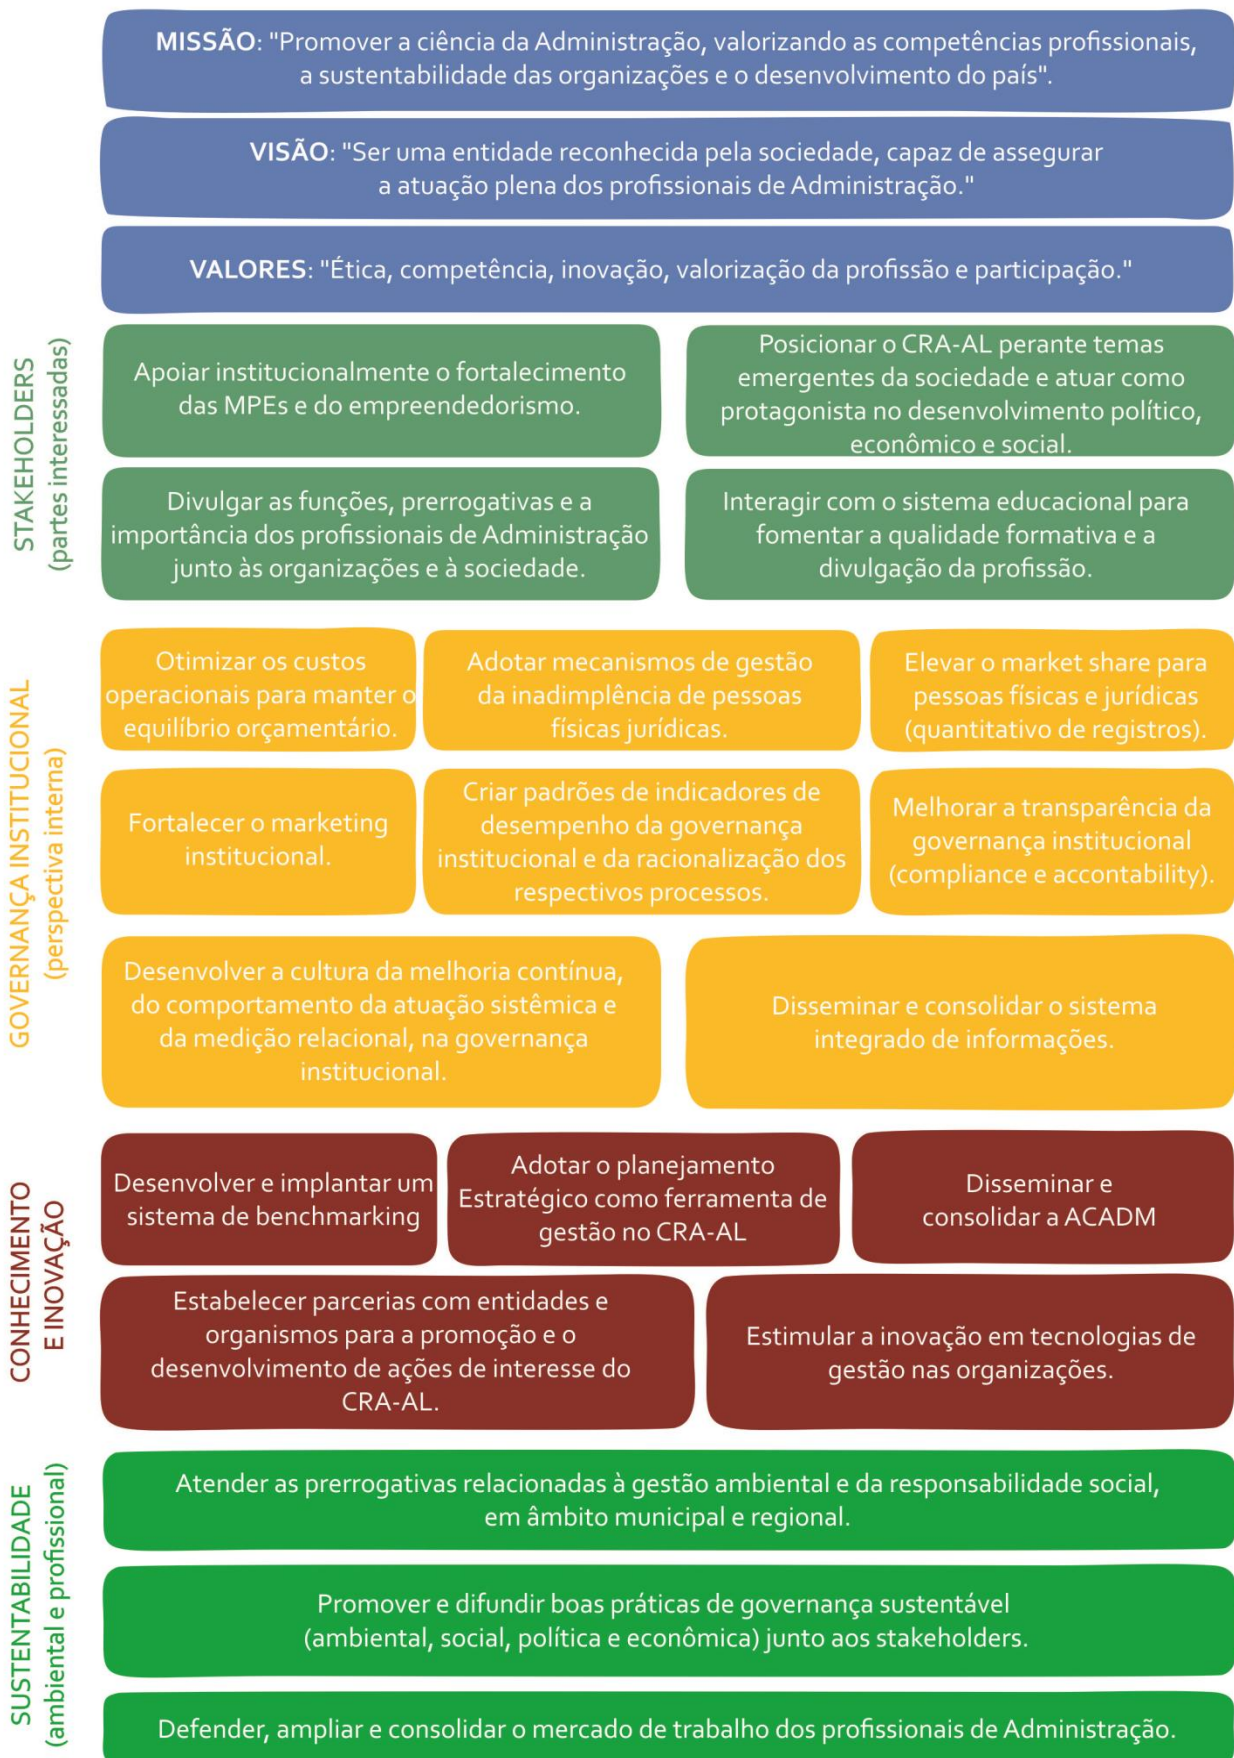 MISSÃO: "Promover a ciência da Administração, valorizando as competências profissionais,
a sustentabilidade das organizações e o desenvolvimento do país".
VISÃO: "Ser uma entidade reconhecida pela sociedade, capaz de assegurar
a atuação plena dos profissionais de Administração."
VALORES: "Ética, competência, inovação, valorização da profissão e participação."
STAKEHOLDERS
(partes interessadas)
Apoiar institucionalmente o fortalecimento
das MPEs e do empreendedorismo.
Posicionar o CRA-AL perante temas
emergentes da sociedade e atuar como
protagonista no desenvolvimento político,
econômico e social.
Divulgar as funções, prerrogativas e a
importância dos profissionais de Administração
junto às organizações e à sociedade.
Interagir com o sistema educacional para
fomentar a qualidade formativa e a
divulgação da profissão.
GOVERNANÇA INSTITUCIONAL
(perspectiva interna)
Otimizar os custos
operacionais para manter o
equilíbrio orçamentário.
Adotar mecanismos de gestão
da inadimplência de pessoas
físicas jurídicas.
Elevar o market share para
pessoas físicas e jurídicas
(quantitativo de registros).
Fortalecer o marketing
institucional.
Criar padrões de indicadores de
desempenho da governança
institucional e da racionalização dos
respectivos processos.
Melhorar a transparência da
governança institucional
(compliance e accontability).
Desenvolver a cultura da melhoria contínua,
do comportamento da atuação sistêmica e
da medição relacional, na governança
institucional.
Disseminar e consolidar o sistema
integrado de informações.
CONHECIMENTO
E INOVAÇÃO
Desenvolver e implantar um
sistema de benchmarking
Adotar o planejamento
Estratégico como ferramenta de
gestão no CRA-AL
Disseminar e
consolidar a ACADM
Estabelecer parcerias com entidades e
organismos para a promoção e o
desenvolvimento de ações de interesse do
CRA-AL.
Estimular a inovação em tecnologias de
gestão nas organizações.
SUSTENTABILIDADE
(ambiental e profissional)
Atender as prerrogativas relacionadas à gestão ambiental e da responsabilidade social,
em âmbito municipal e regional.
Promover e difundir boas práticas de governança sustentável
(ambiental, social, política e econômica) junto aos stakeholders.
Defender, ampliar e consolidar o mercado de trabalho dos profissionais de Administração.